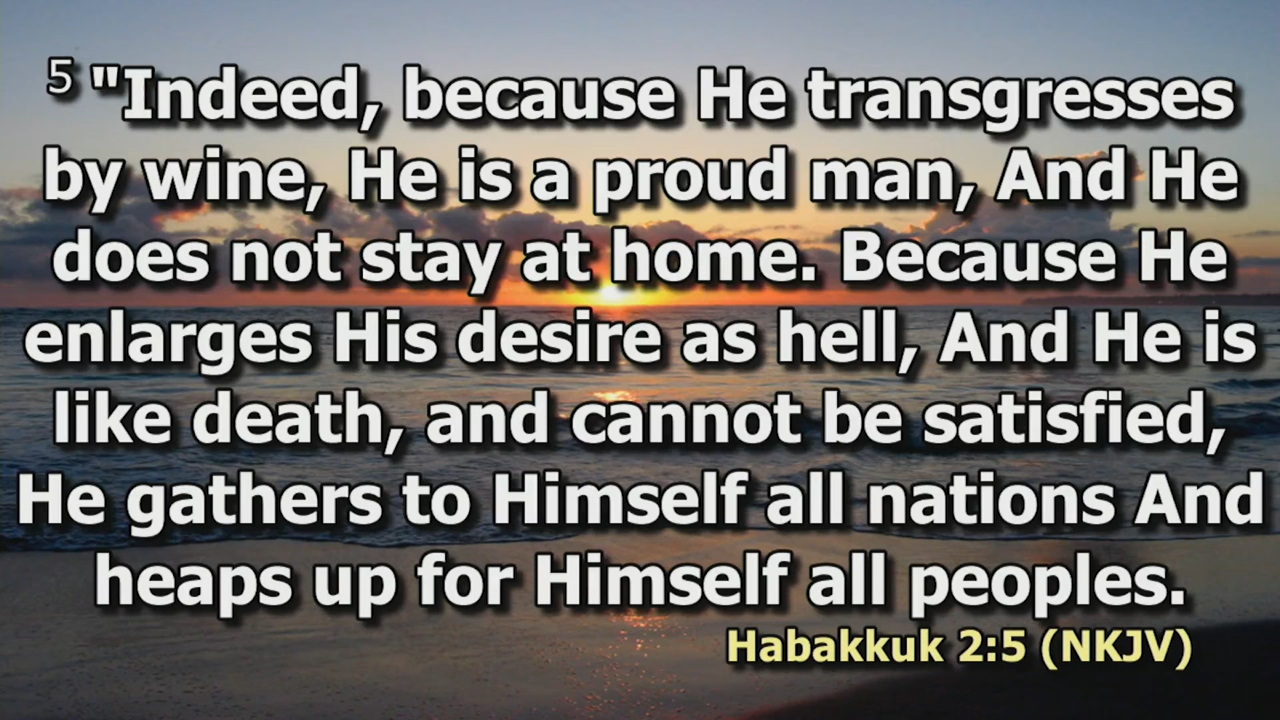 5 "Indeed, because He transgresses
by wine, He is a proud man, And He
does not stay at home. Because He
enlarges His desire as hell, And He is
like death, and cannot be satisfied,
He gathers to Himself all nations And
heaps up for Himself all peoples.
Habakkuk 2:5 (NKJV)